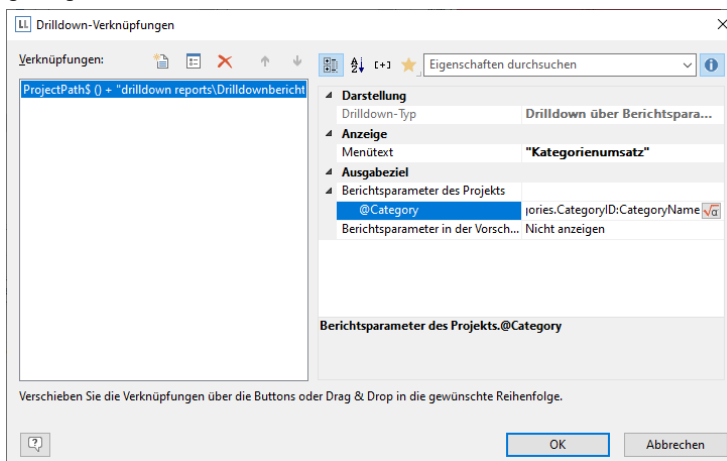 Drilldown-Verknüpfungen
Verknüpfungen:
Eigenschaften durchsuchen
ProjectPath$ () + "drilldown reports\Drilldownbericht
Darstellung
Drilldown-Typ Drilldown über Berichtspara...
Anzeige
Menütext "Kategorienumsatz"
Ausgabeziel
Berichtsparameter des Projekts
@Category ories.CategoryID:CategoryName
Berichtsparameter in der Vorsch... Nicht anzeigen
Berichtsparameter des Projekts.@Category
Verschieben Sie die Verknüpfungen über die Buttons oder Drag & Drop in die gewünschte Reihenfolge.
OK Abbrechen